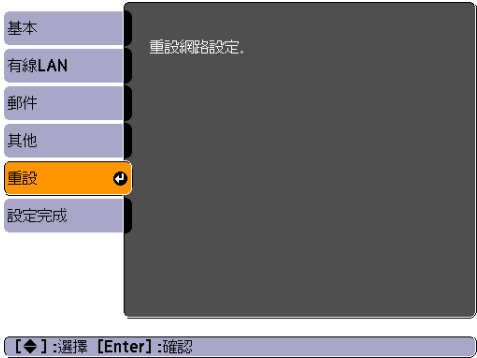 基本
有線LAN
郵件
其他
重設
設定完成
重設網路設定.
[◆] :選擇 [Enter] :確認